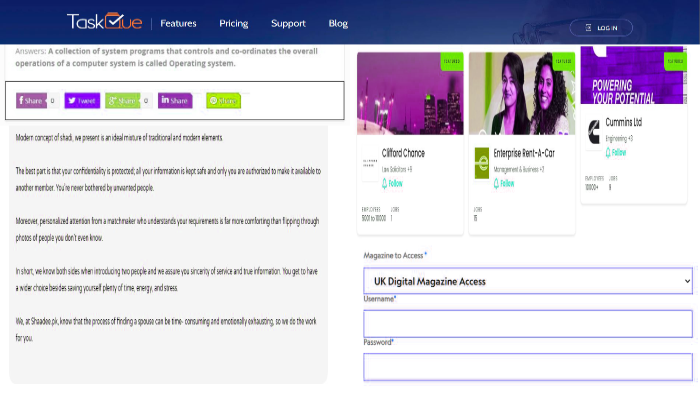 TaskQue
Features
Pricing
Support
Blog
LOG IN
Answers: A collection of system programs that controls and co-ordinates the overall
operations of a computer system is called Operating system.
Share
0
Tweet
Share
0
Share
Modern concept of shadi, we present is an ideal mixture of traditional and modern elements.
The best part is that your confidentiality is protected; all your information is kept safe and only you are authorized to make it available to
another member. You're never bothered by unwanted people.
Moreover, personalized attention from a matchmaker who understands your requirements is far more comforting than flipping through
photos of people you don't even know.
In short, we know both sides when introducing two people and we assure you sincerity of service and true information. You get to have
a wider choice besides saving yourself plenty of time, energy, and stress.
We, at Shaadee.pk, know that the process of finding a spouse can be time- consuming and emotionally exhausting, so we do the work
for you.
FEATURED
Clifford Chance
Law Solicitors +9
Follow
EMPLOYEES
JOBS
5001 to 10000
1
FEATURED
Enterprise Rent-A-Car
Management & Business +7
Follow
JOBS
15
FEATURED
POWERING
YOUR POTENTIAL
Cummins Ltd
Engineering +3
Follow
EMPLOYEES
JOBS
10000+
9
Magazine to Access *
UK Digital Magazine Access
Username*
Password*